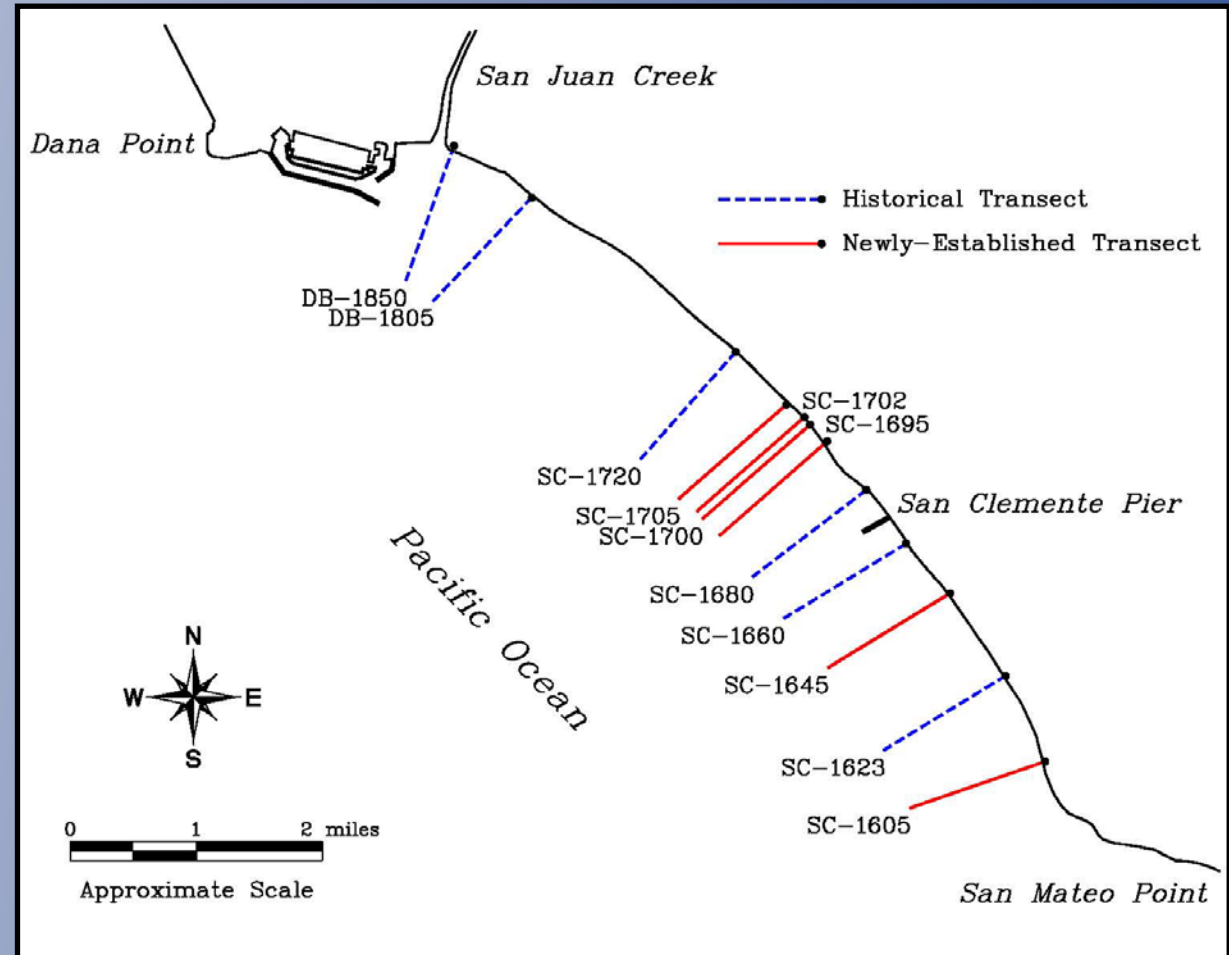 San Juan Creek
Dana Point
Historical Transect
Newly-Established Transect
DB-1850
DB-1805
SC-1702
SC-1695
SC-1720
SC-1705
SC-1700
San Clemente Pier
SC-1680
SC-1660
Pacific Ocean
SC-1645
SC-1623
SC-1605
N
W E
S
0 1 2 miles
Approximate Scale
San Mateo Point